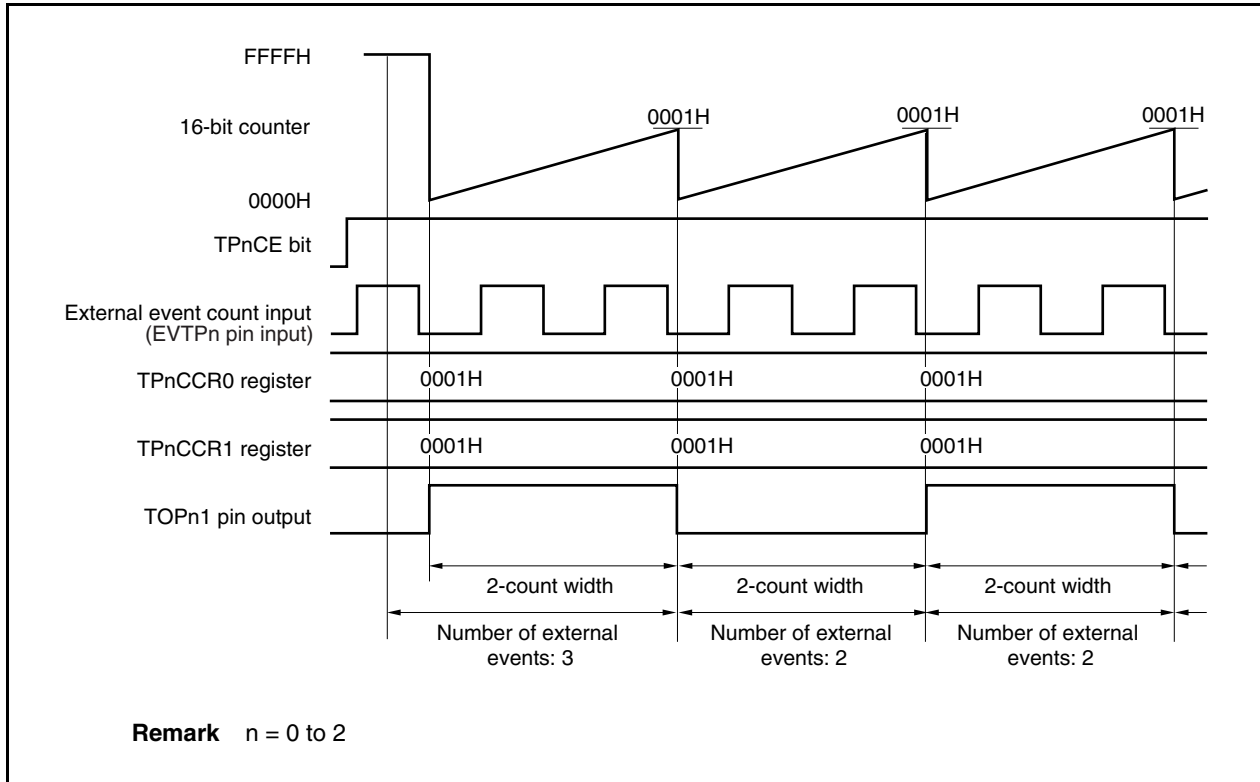 FFFFH
0001H 0001H 0001H
16-bit counter
0000H
TPnCE bit
External event count input
(EVTPn pin input)
TPnCCR0 register 0001H 0001H 0001H
TPnCCR1 register 0001H 0001H 0001H
TOPn1 pin output
2-count width 2-count width 2-count width
Number of external Number of external Number of external
events: 3 events: 2 events: 2
Remark n = 0 to 2